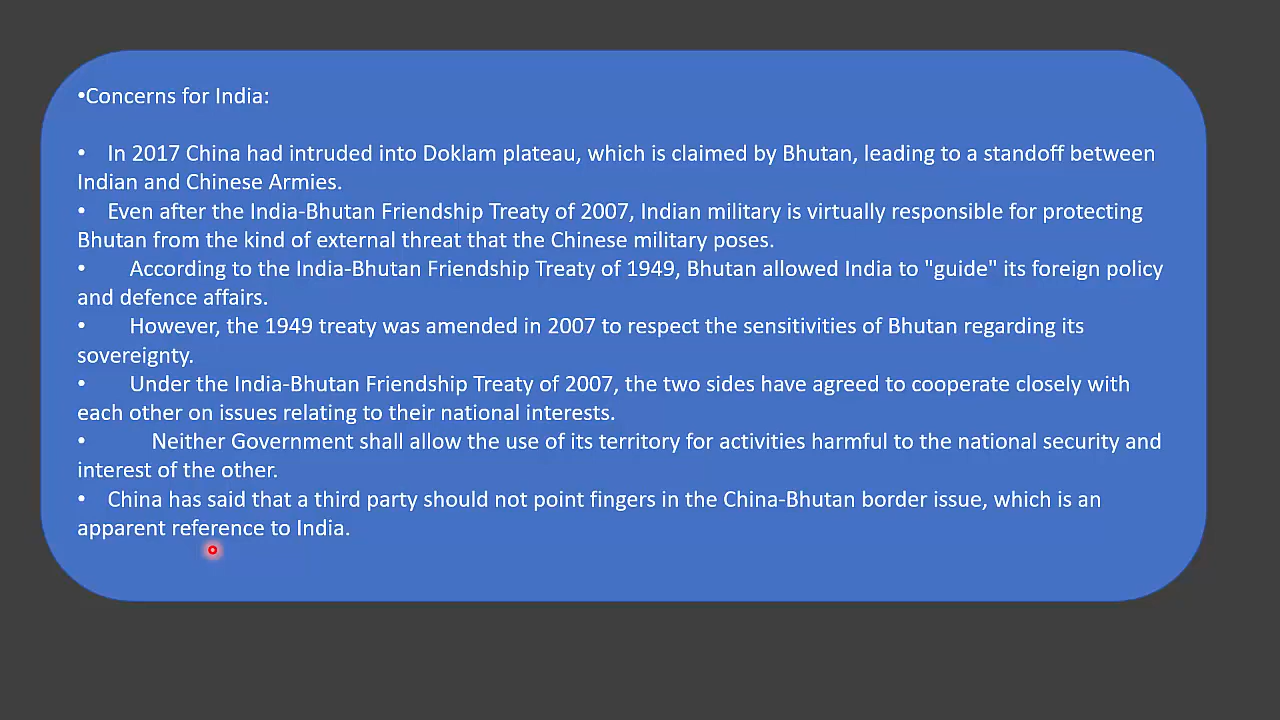 •Concerns for India:
• In 2017 China had intruded into Doklam plateau, which is claimed by Bhutan, leading to a standoff between
Indian and Chinese Armies.
• Even after the India-Bhutan Friendship Treaty of 2007, Indian military is virtually responsible for protecting
Bhutan from the kind of external threat that the Chinese military poses.
• According to the India-Bhutan Friendship Treaty of 1949, Bhutan allowed India to "guide" its foreign policy
and defence affairs.
• However, the 1949 treaty was amended in 2007 to respect the sensitivities of Bhutan regarding its
sovereignty.
• Under the India-Bhutan Friendship Treaty of 2007, the two sides have agreed to cooperate closely with
each other on issues relating to their national interests.
• Neither Government shall allow the use of its territory for activities harmful to the national security and
interest of the other.
• China has said that a third party should not point fingers in the China-Bhutan border issue, which is an
apparent reference to India.